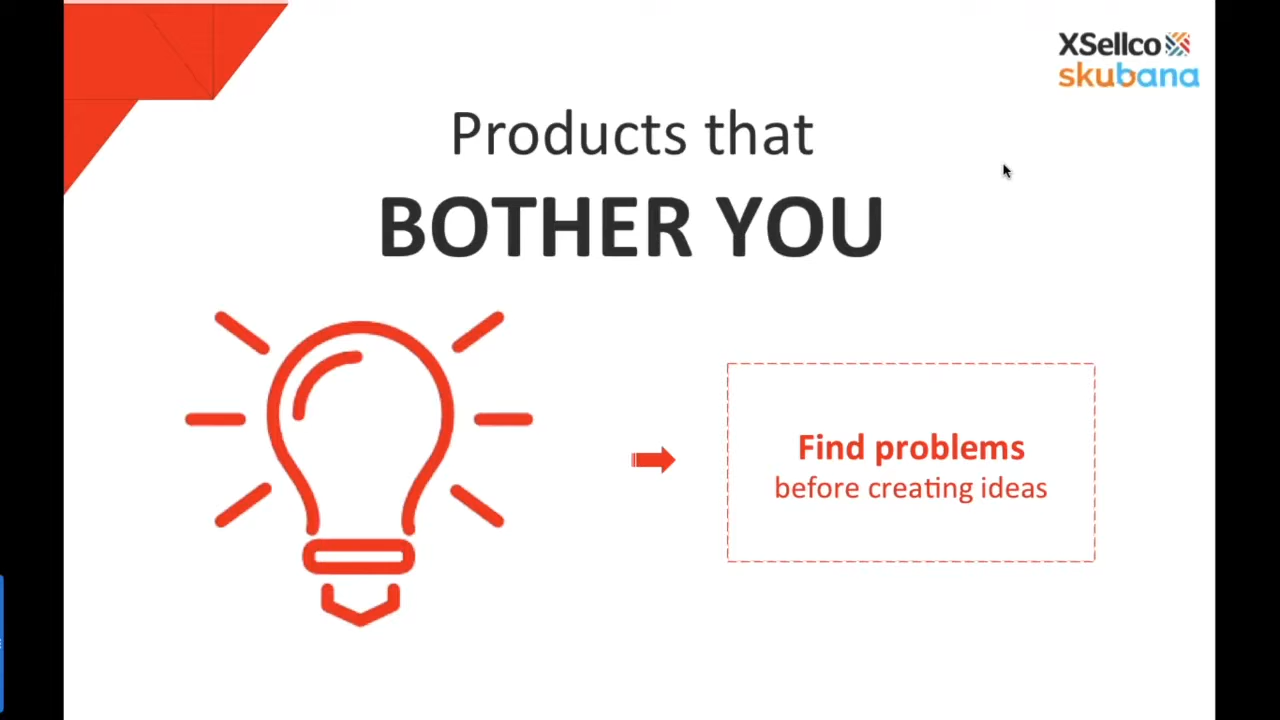 XSellco
skubana
Products that
BOTHER YOU
Find problems
before creating ideas